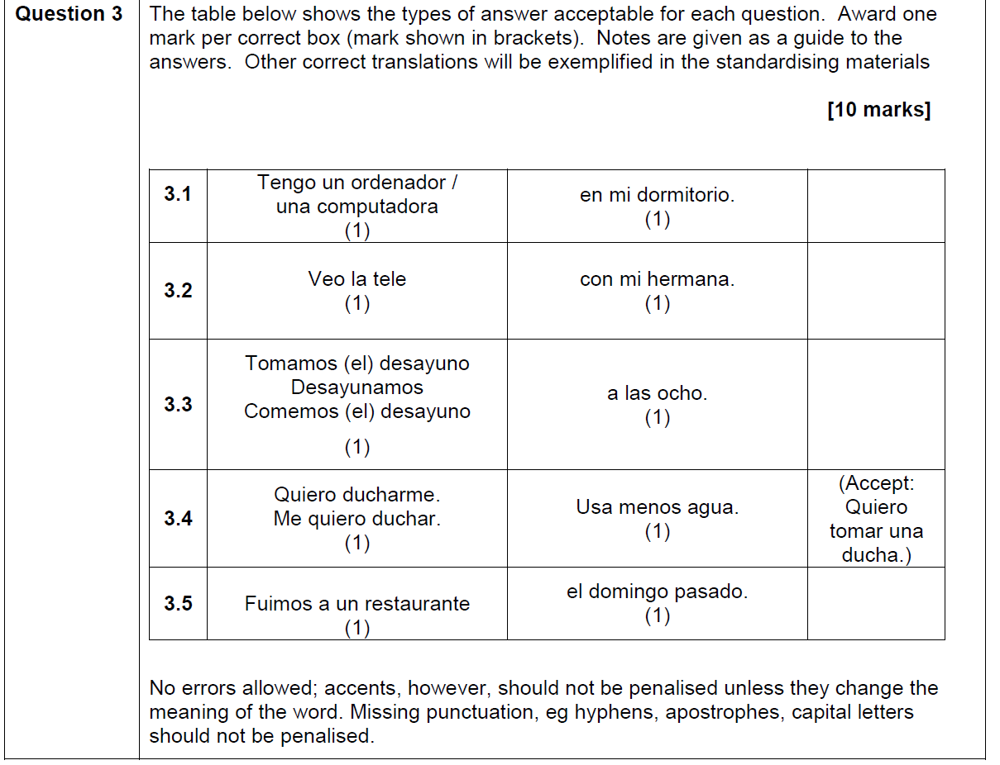 Question 3
The table below shows the types of answer acceptable for each question.  Award one
mark per correct box (mark shown in brackets).  Notes are given as a guide to the
answers.  Other correct translations will be exemplified in the standardising materials
[10 marks]
3.1
Tengo un ordenador /
una computadora
(1)
en mi dormitorio.
(1)
3.2
Veo la tele
(1)
con mi hermana.
(1)
3.3
Tomamos (el) desayuno
Desayunamos
Comemos (el) desayuno
(1)
a las ocho.
(1)
3.4
Quiero ducharme.
Me quiero duchar.
(1)
Usa menos agua.
(1)
(Accept:
Quiero
tomar una
ducha.)
3.5
Fuimos a un restaurante
(1)
el domingo pasado.
(1)
No errors allowed; accents, however, should not be penalised unless they change the
meaning of the word. Missing punctuation, eg hyphens, apostrophes, capital letters
should not be penalised.